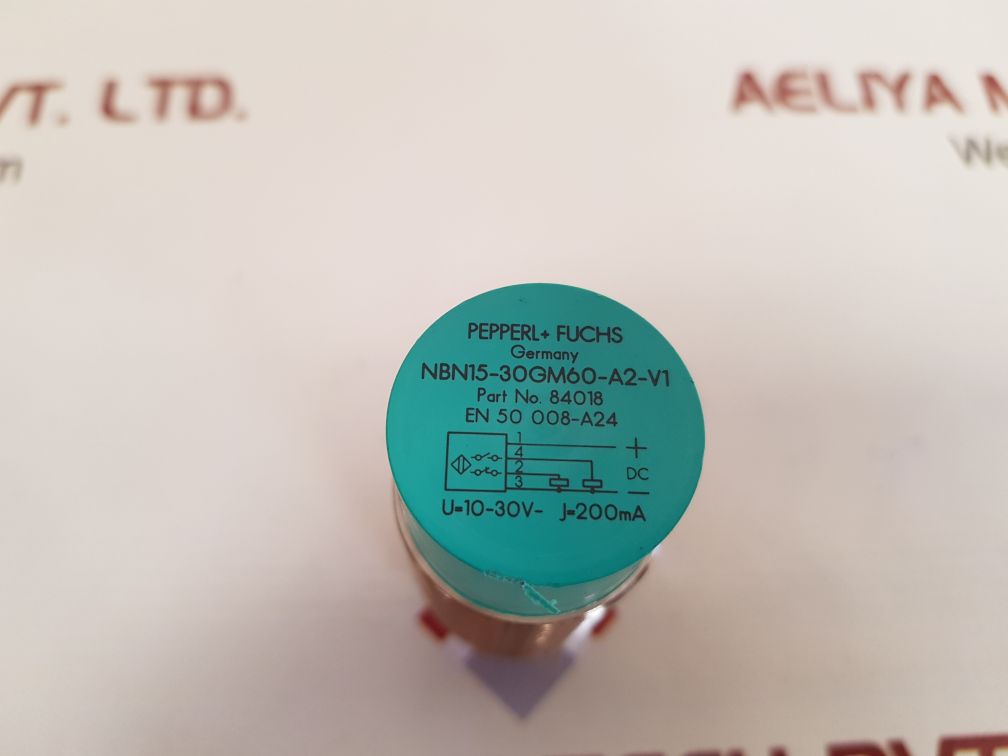 VT. LTD.
AELIYA M
We
PEPPERL+ FUCHS
Germany
NBN15-30GM60-A2-V1
Part No. 84018
EN 50 008-A24
1
+
4
2
DC
3
−
U=10-30V- J=200mA